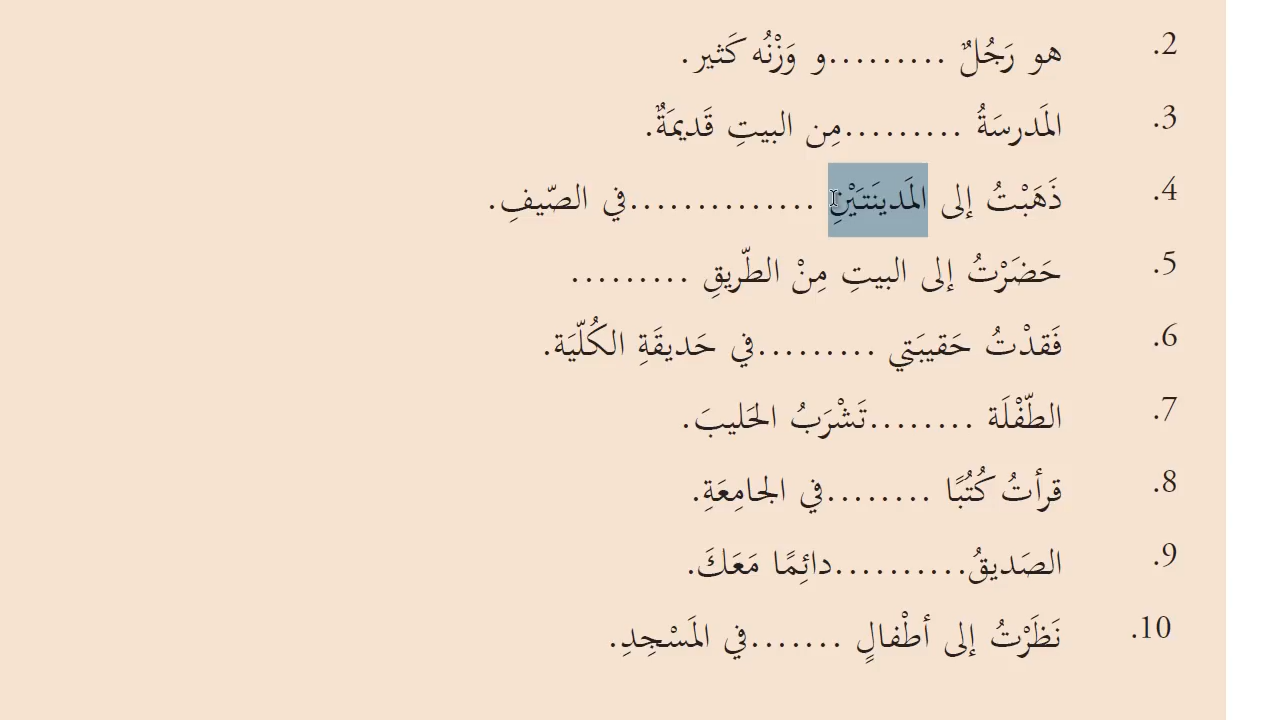 2. هو رَجُلٌ .........و وَزْنُه كَثير.
3. المَدرسَةُ .........مِن البيتِ قَديمَةٌ.
4. ذَهَبْتُ إلى المَدينَتَيْنِ ..............في الصّيفِ.
5. حَضَرْتُ إلى البيتِ مِنْ الطّريقِ .........
6. فَقدْتُ حَقيبَتي .........في حَديقَةِ الكُلّيَة.
7. الطّفْلَة ........تَشْرَبُ الحَليبَ.
8. قرأتُ كُتُبًا ........في الجامِعَةِ.
9. الصَديقُ..........دائِمًا مَعَكَ.
10. نَظَرْتُ إلى أطْفالٍ .......في المَسْجِدِ.